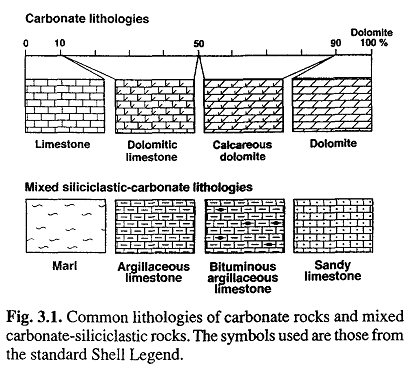 Carbonate lithologies
Dolomite
0 10 50 90 100 %
Limestone
Dolomitic
limestone
Calcareous
dolomite
Dolomite
Mixed siliciclastic-carbonate lithologies
Marl
Argillaceous
limestone
Bituminous
argillaceous
limestone
Sandy
limestone
Fig. 3.1. Common lithologies of carbonate rocks and mixed
carbonate-siliciclastic rocks. The symbols used are those from
the standard Shell Legend.